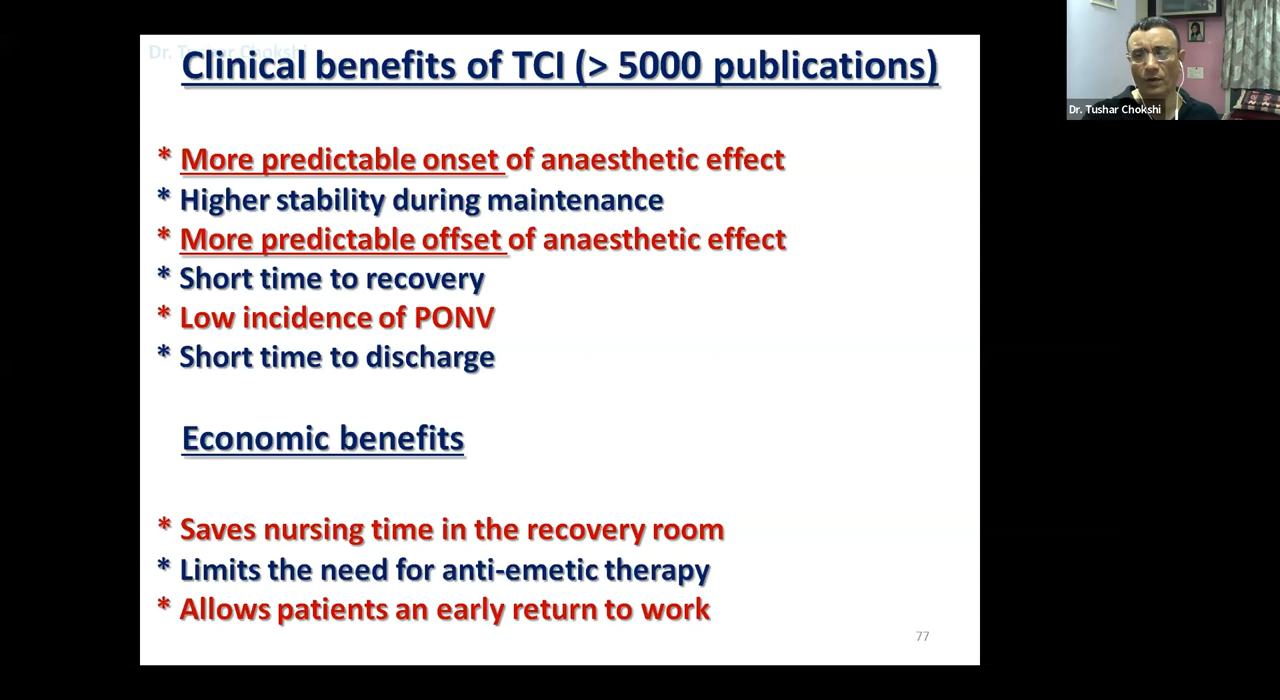 Dr. Tushar Chokshi
Clinical benefits of TCI (> 5000 publications)
* More predictable onset of anaesthetic effect
* Higher stability during maintenance
* More predictable offset of anaesthetic effect
* Short time to recovery
* Low incidence of PONV
* Short time to discharge
Economic benefits
* Saves nursing time in the recovery room
* Limits the need for anti-emetic therapy
* Allows patients an early return to work
77
Dr. Tushar Chokshi